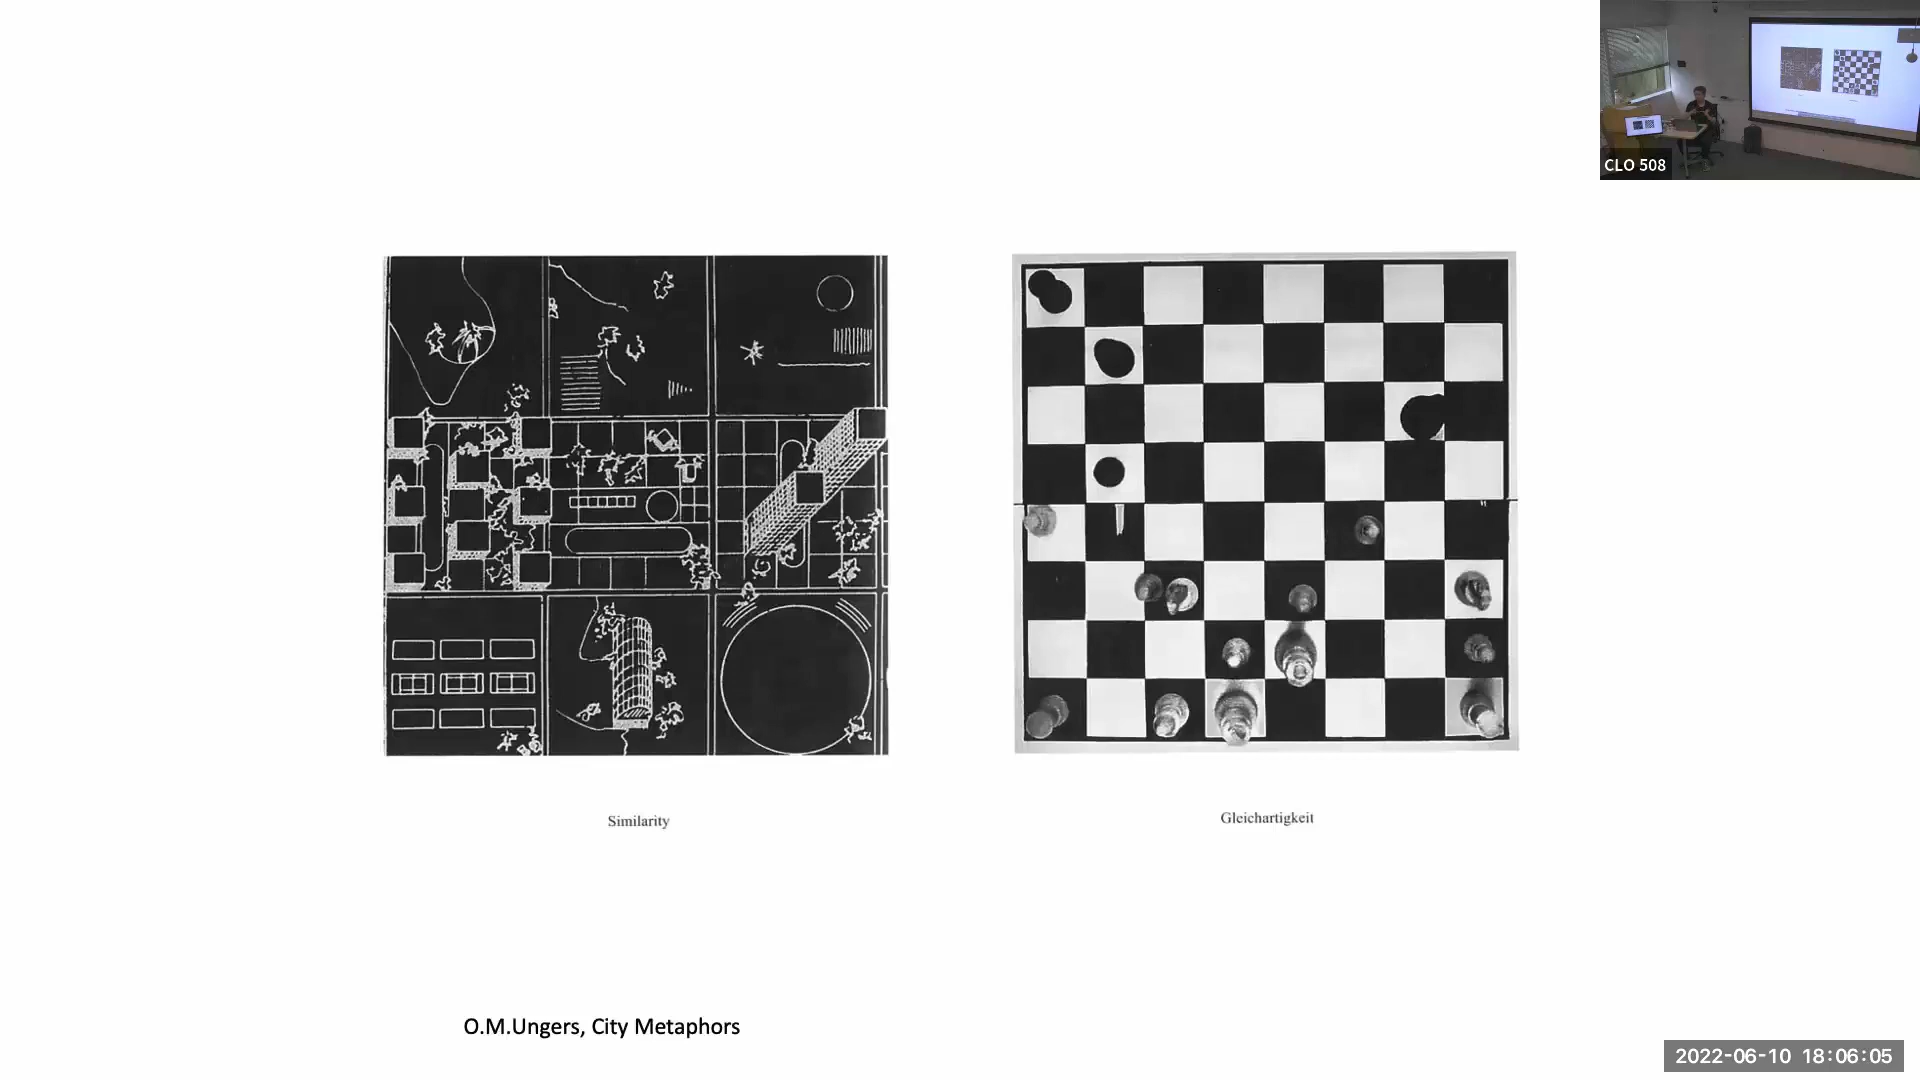 CLO 508
Similarity
Gleichartigkeit
O.M.Ungers, City Metaphors
2022-06-10 18:06:05